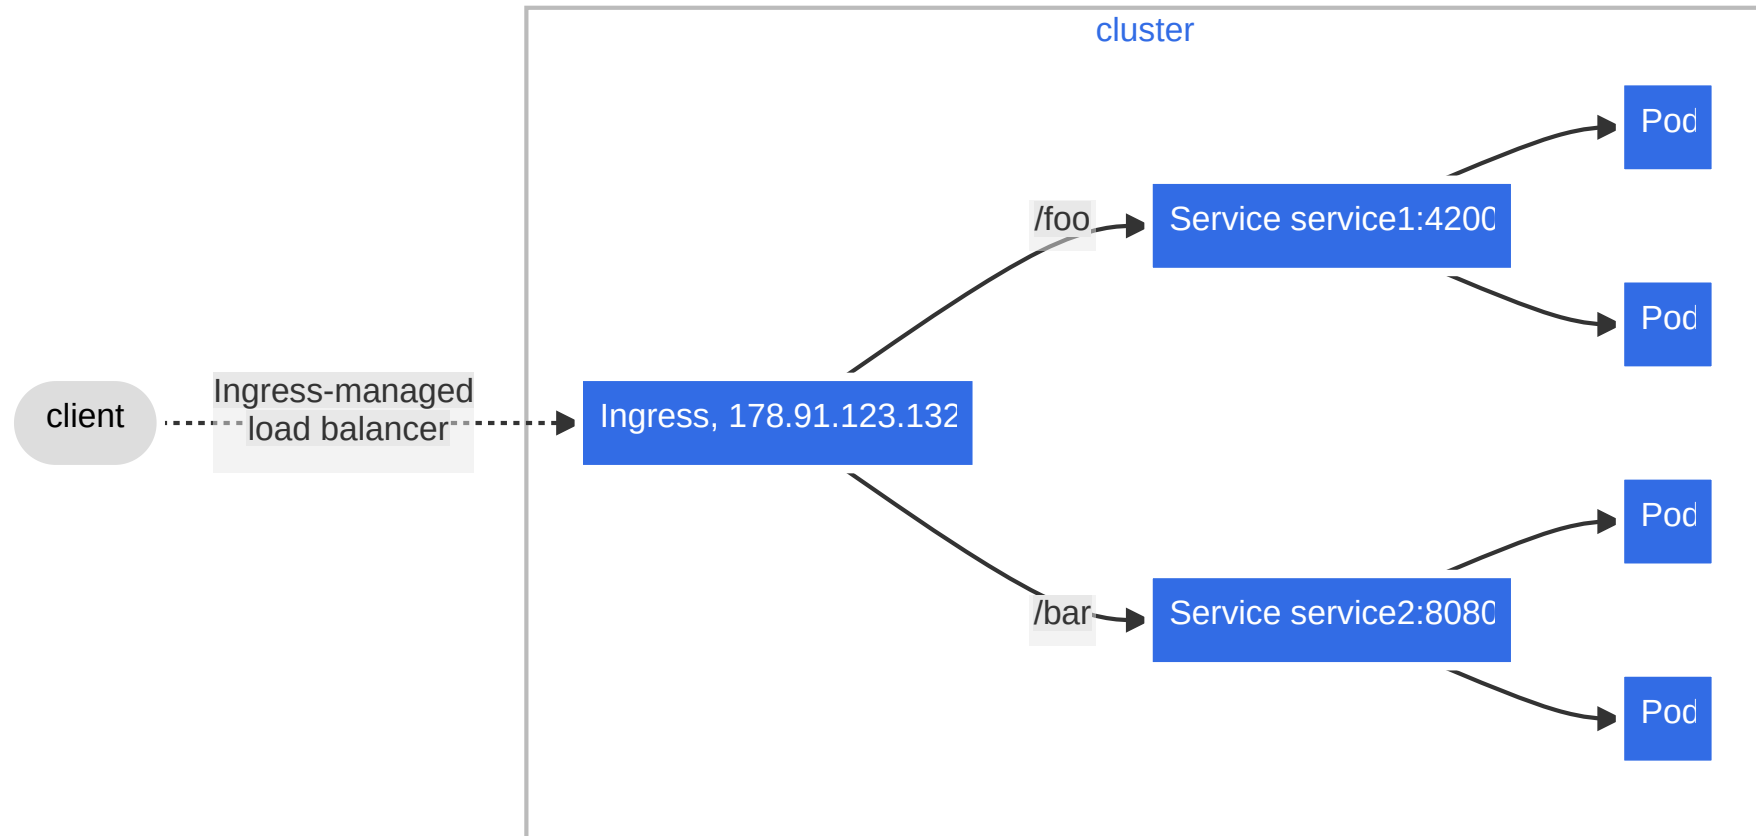 cluster
client
Ingress-managed
load balancer
Ingress, 178.91.123.132
/foo
Service service1:4200
Pod
Pod
/bar
Service service2:8080
Pod
Pod